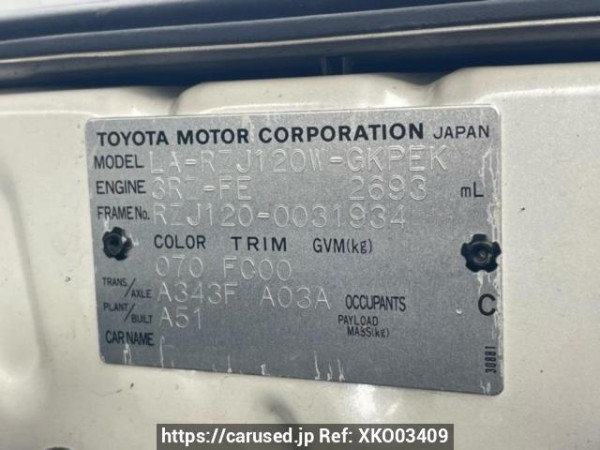 TOYOTA MOTOR CORPORATION JAPAN
MODEL LA-RZJ120W-GKPEK
ENGINE 3RZ-FE 2693 mL
FRAME No. RZJ120-0031934
COLOR TRIM GVM(kg)
070 FC00
TRANS/AXLE A343F A03A OCCUPANTS C
PLANT/BUILT A51 PAYLOAD MASS(kg)
CAR NAME
30881
https://carused.jp Ref: XKO03409